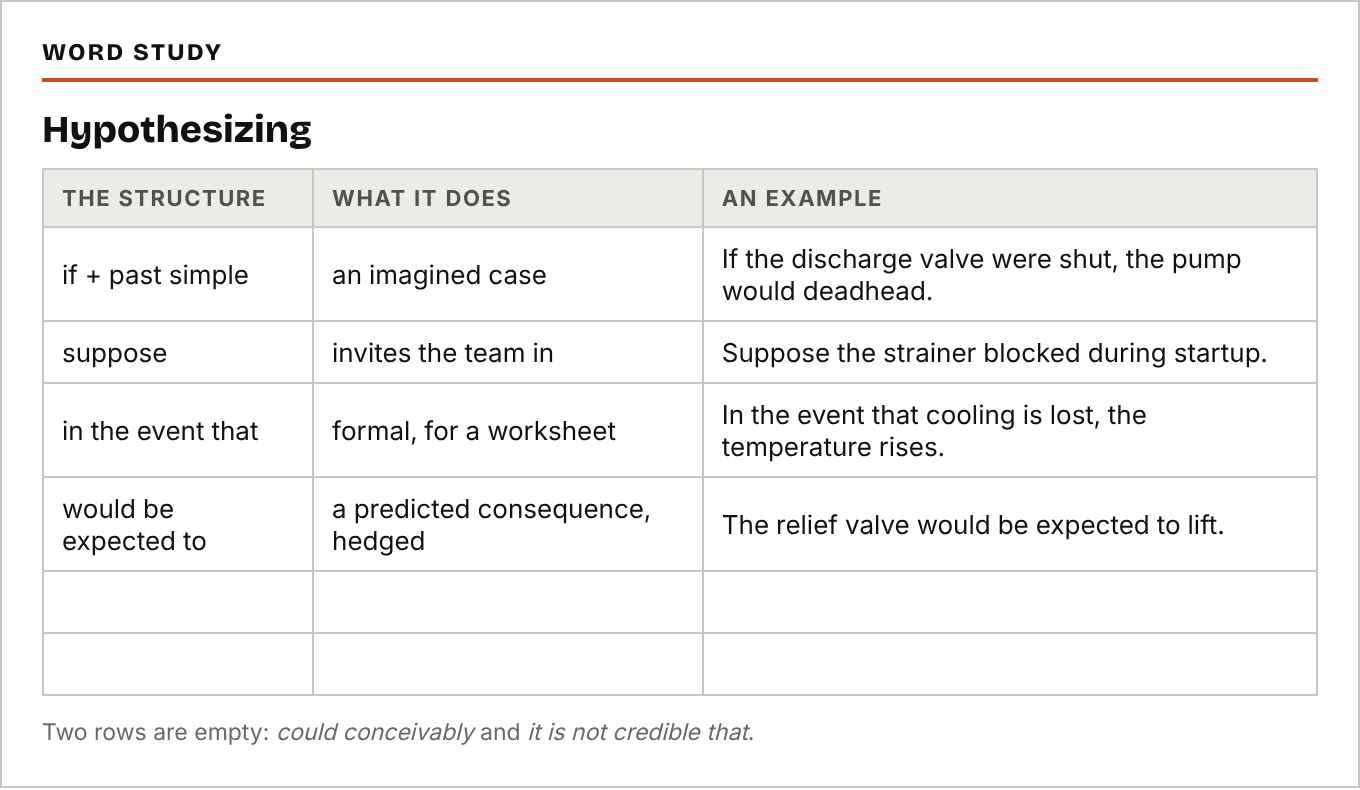 WORD STUDY
Hypothesizing
THE STRUCTURE
WHAT IT DOES
AN EXAMPLE
if + past simple
an imagined case
If the discharge valve were shut, the pump
would deadhead.
suppose
invites the team in
Suppose the strainer blocked during startup.
in the event that
formal, for a worksheet
In the event that cooling is lost, the
temperature rises.
would be
expected to
a predicted consequence,
hedged
The relief valve would be expected to lift.
Two rows are empty: could conceivably and it is not credible that.